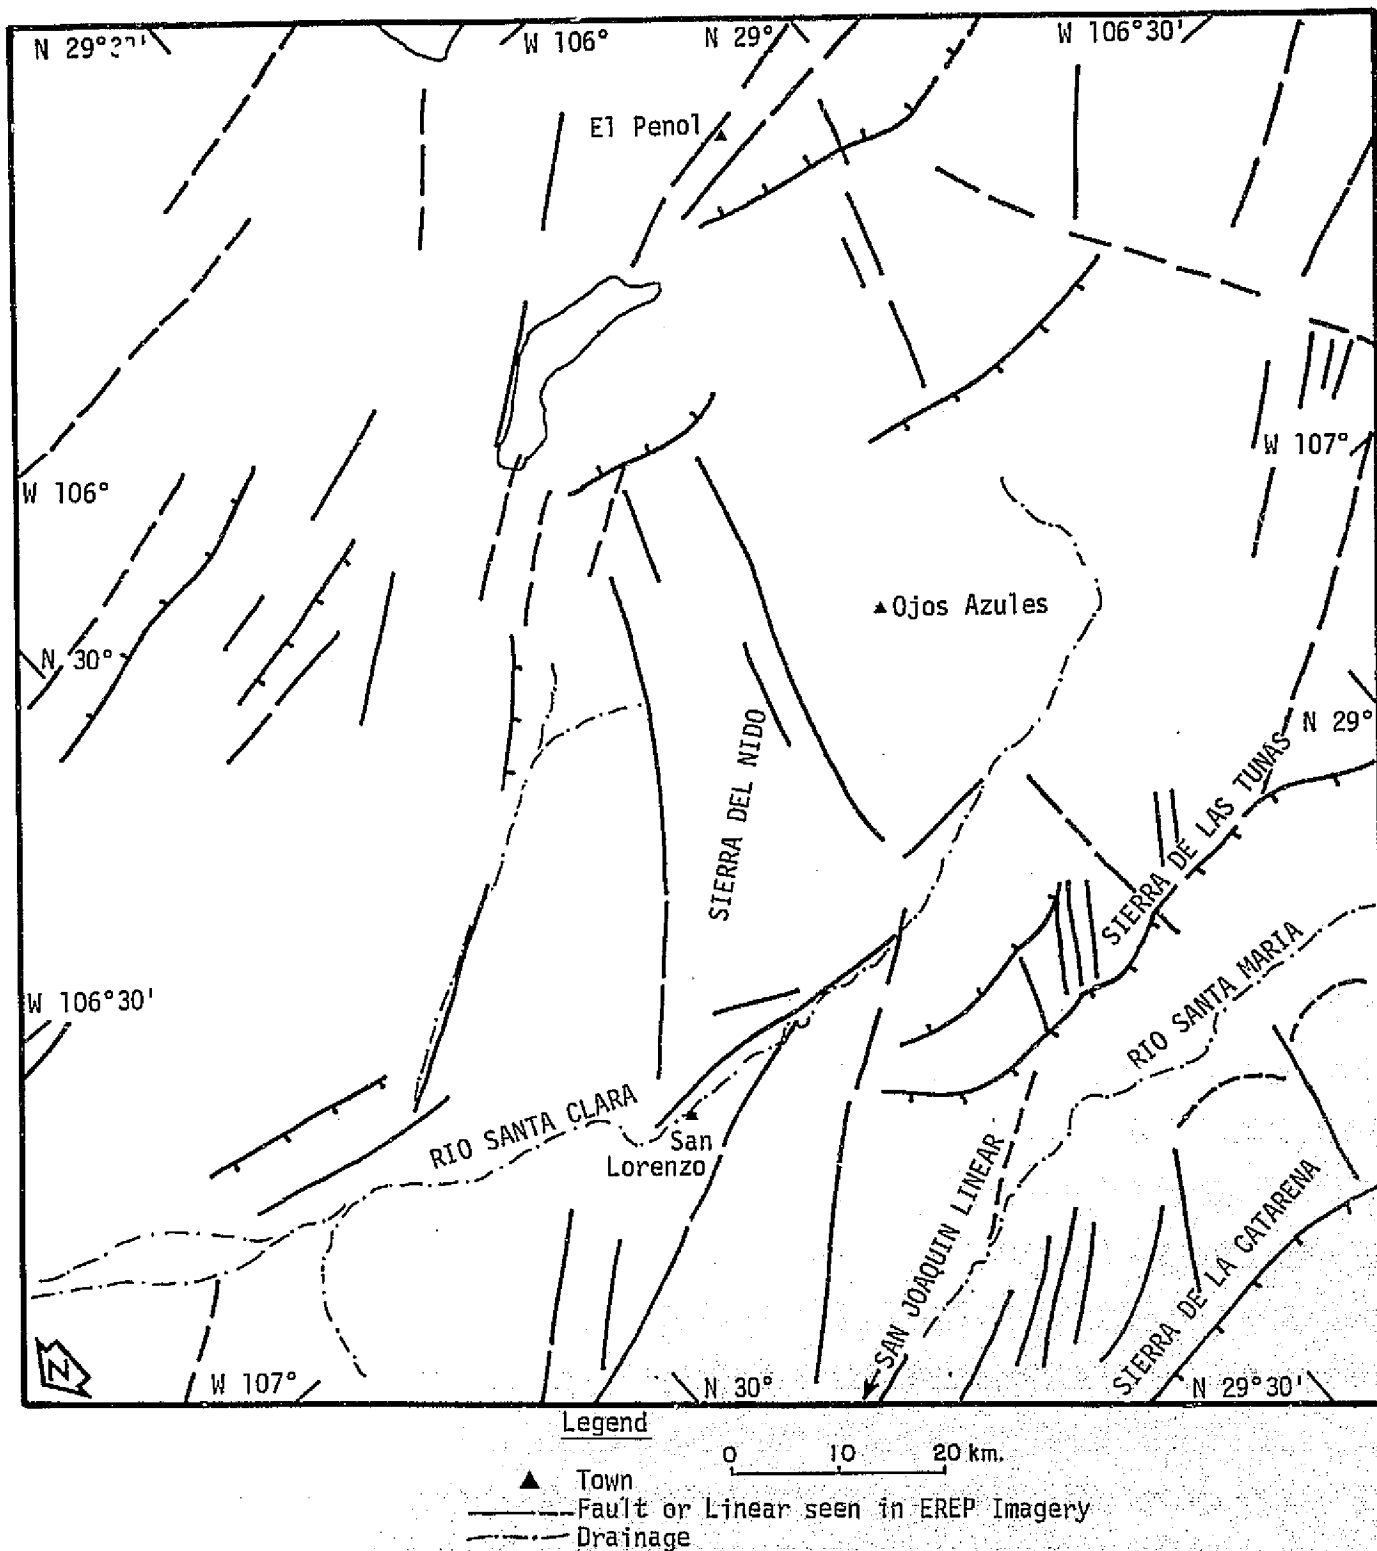 W 106°
N 29°
W 106°30'
El Penol
W 107°
W 106°
Ojos Azules
N 30°
N 29°
SIERRA DEL NIDO
SIERRA DE LAS TUNAS
W 106°30'
RIO SANTA MARIA
RIO SANTA CLARA
San
Lorenzo
SAN JOAQUIN LINEAR
SIERRA DE LA CATARENA
N
W 107°
N 30°
N 29°30'
Legend
0 10 20 km.
Town
Fault or Linear seen in EREP Imagery
Drainage